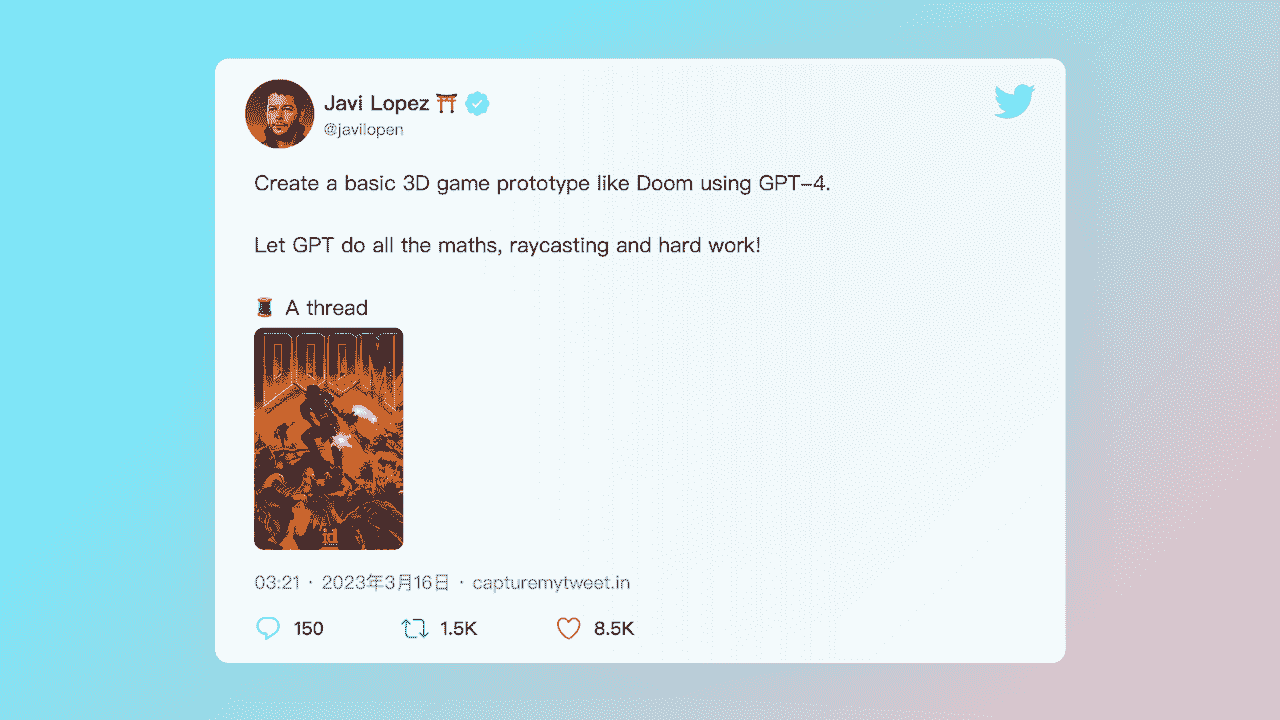 Javi Lopez ⛩️
@javilopen
Create a basic 3D game prototype like Doom using GPT-4.
Let GPT do all the maths, raycasting and hard work!
🧵 A thread
DOOM
id
03:21 · 2023年3月16日 · capturemytweet.in
150 1.5K 8.5K